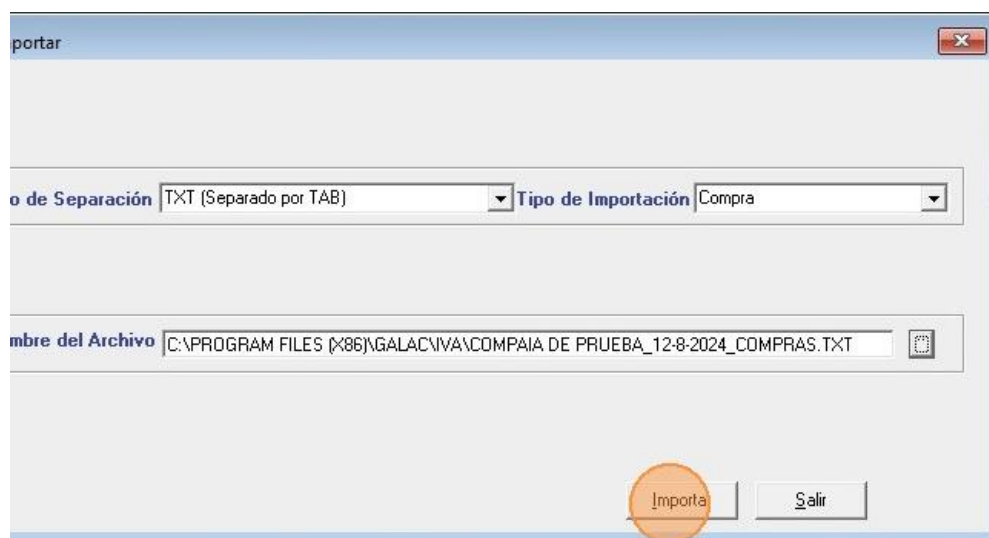 portar
o de Separación TXT (Separado por TAB) Tipo de Importación Compra
mbre del Archivo C:\PROGRAM FILES (X86)\GALAC\IVA\COMPAIA DE PRUEBA_12-8-2024_COMPRAS.TXT
Importa Salir